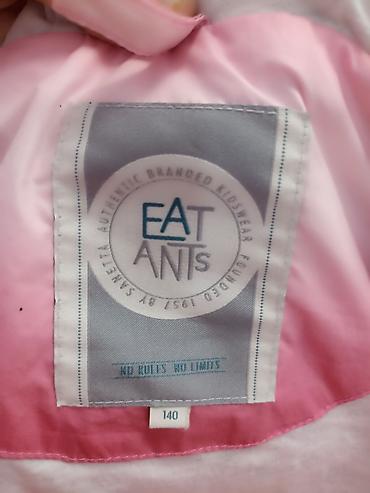 AUTHENTIC BRANDED KIDSWEAR
EAT
ANTS
FOUNDED 1957 BY SANETTA
NO RULES NO LIMITS
140